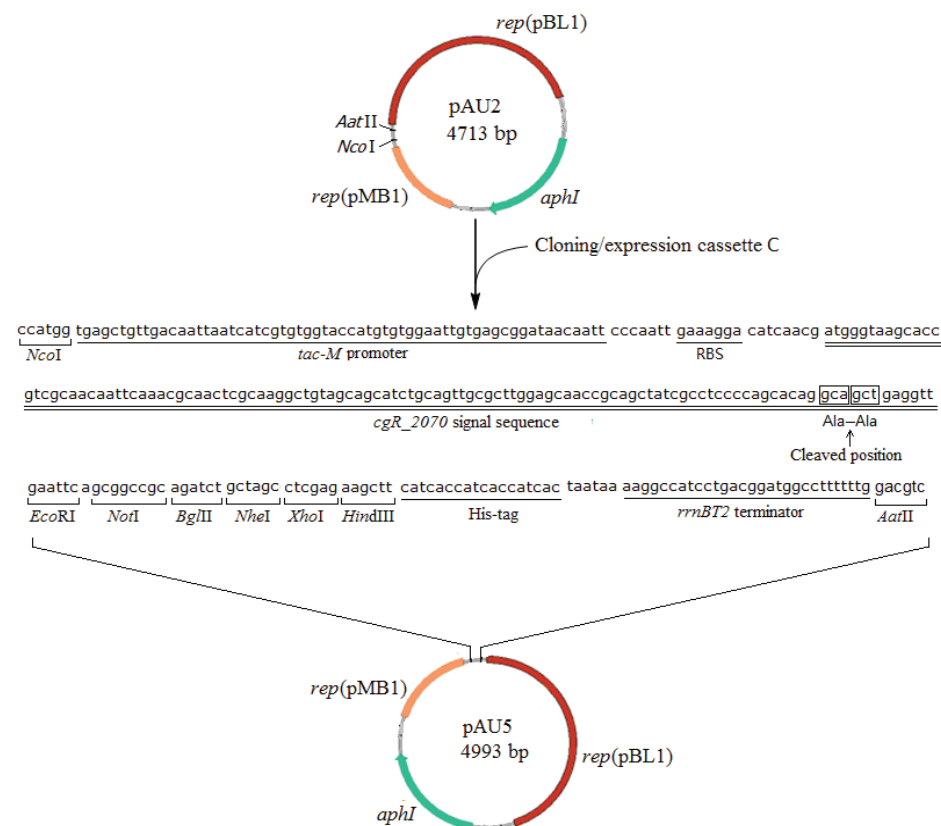 rep(pBL1)
pAU2
4713 bp
AatII
NcoI
rep(pMB1)
aphI
Cloning/expression cassette C
ccatgg tgagctgttgacaattaatcatcgtgtggtaccatgtgtggaattgtgagcggataacaatt cccaatt gaaagga catcaacg atgggtaagcacc
NcoI tac-M promoter RBS
gtcgcaacaattcaaacgcaactcgcaaggctgtagcagcatctgcagttgcgcttggagcaaccgcagctatcgcctccccagcacag gca gct gaggtt
cgR_2070 signal sequence Ala–Ala
Cleaved position
gaattc a gcggccgc agatct gctagc ctcgag aagctt catcaccatcaccatcac taataa aaggccatcctgacggatggccttttttg gacgtc
EcoRI NotI BglII NheI XhoI HindIII His-tag rrnBT2 terminator AatII
rep(pMB1)
pAU5
4993 bp
rep(pBL1)
aphI